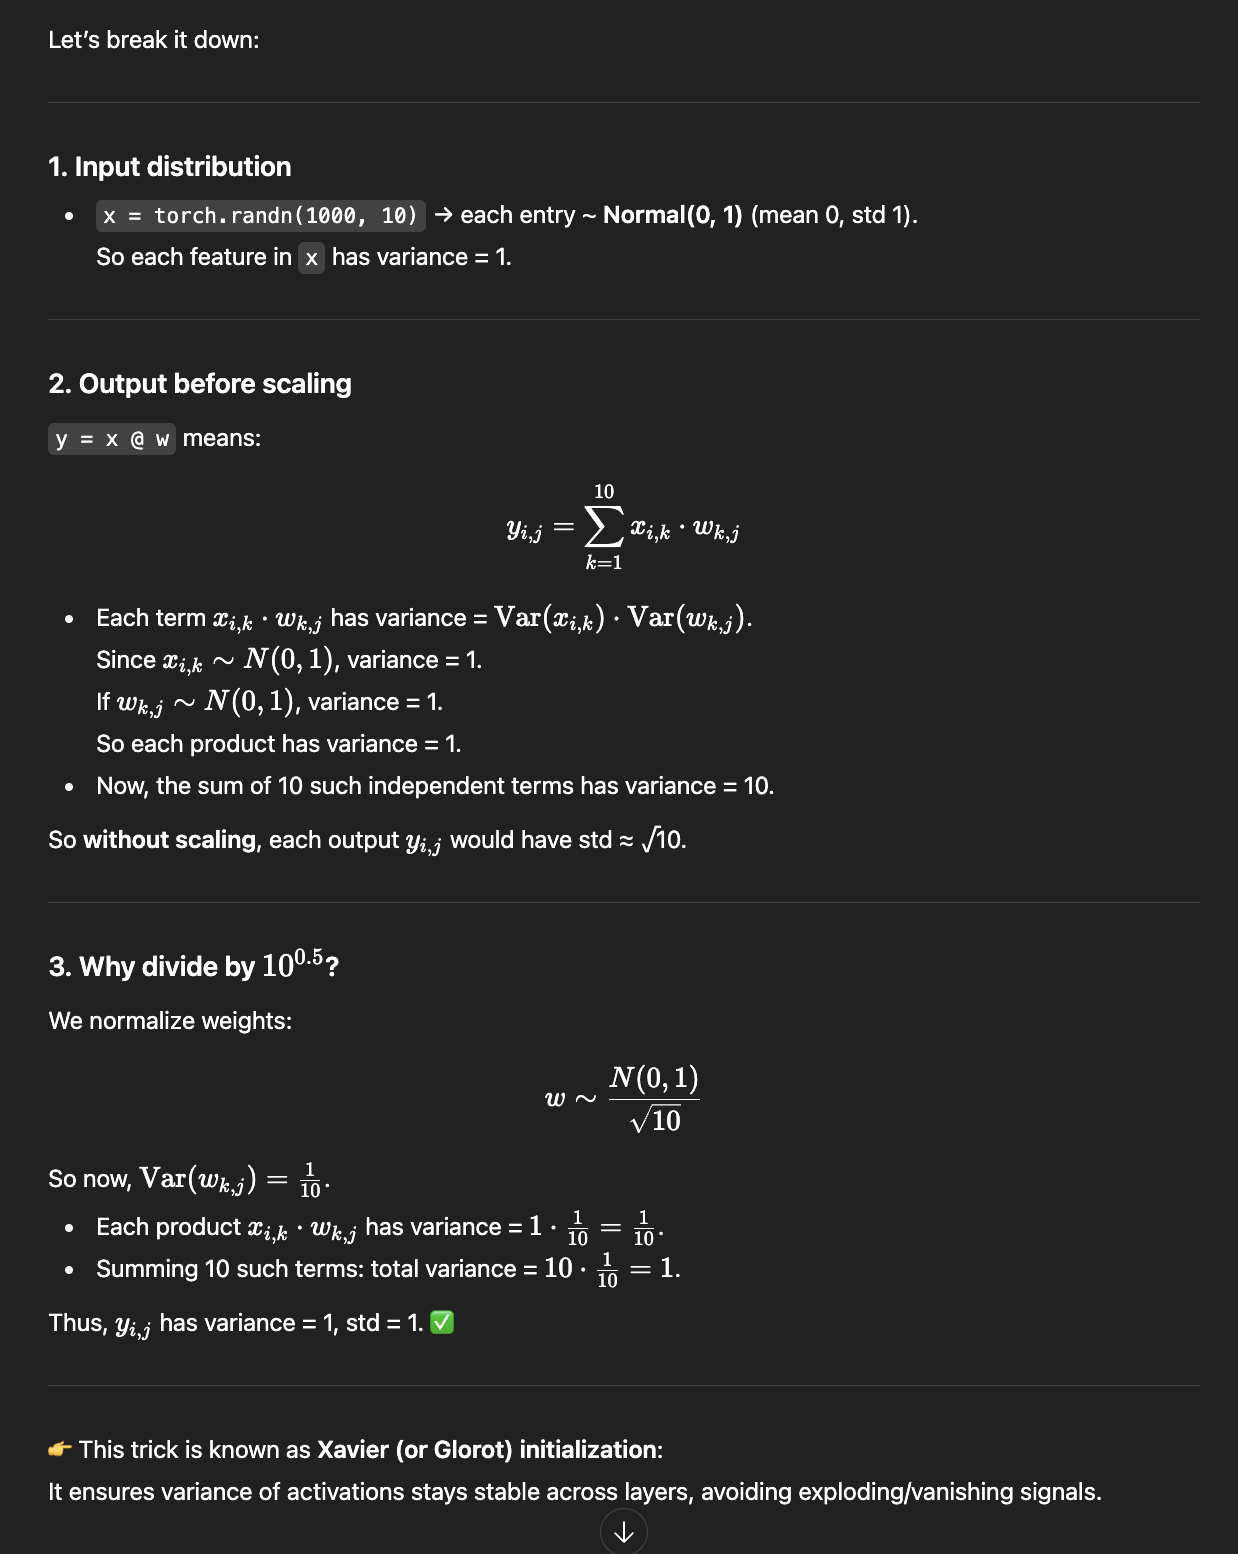 Let's break it down:
1. Input distribution
• x = torch.randn(1000, 10) → each entry ~ Normal(0, 1) (mean 0, std 1).
So each feature in x has variance = 1.
2. Output before scaling
y = x @ w means:
$y_{i,j} = \sum_{k=1}^{10} x_{i,k} \cdot w_{k,j}$
• Each term $x_{i,k} \cdot w_{k,j}$ has variance = $\mathrm{Var}(x_{i,k}) \cdot \mathrm{Var}(w_{k,j})$.
Since $x_{i,k} \sim N(0, 1)$, variance = 1.
If $w_{k,j} \sim N(0, 1)$, variance = 1.
So each product has variance = 1.
• Now, the sum of 10 such independent terms has variance = 10.
So without scaling, each output $y_{i,j}$ would have std ≈ √10.
3. Why divide by $10^{0.5}$?
We normalize weights:
$w \sim \frac{N(0, 1)}{\sqrt{10}}$
So now, $\mathrm{Var}(w_{k,j}) = \frac{1}{10}$.
• Each product $x_{i,k} \cdot w_{k,j}$ has variance = $1 \cdot \frac{1}{10} = \frac{1}{10}$.
• Summing 10 such terms: total variance = $10 \cdot \frac{1}{10} = 1$.
Thus, $y_{i,j}$ has variance = 1, std = 1. ✅
👉 This trick is known as Xavier (or Glorot) initialization:
It ensures variance of activations stays stable across layers, avoiding exploding/vanishing signals.